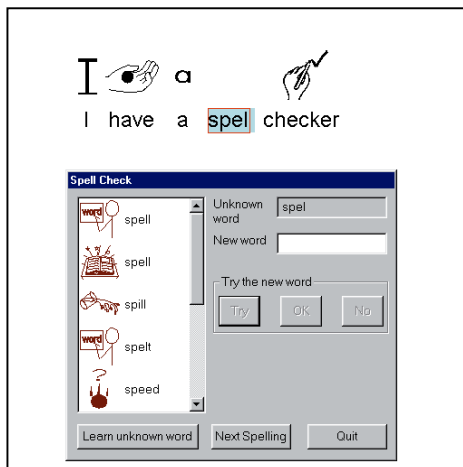 I have a spel checker
Spell Check
word spell
spell
spill
word spelt
? speed
Unknown word spel
New word
Try the new word
Try OK No
Learn unknown word Next Spelling Quit